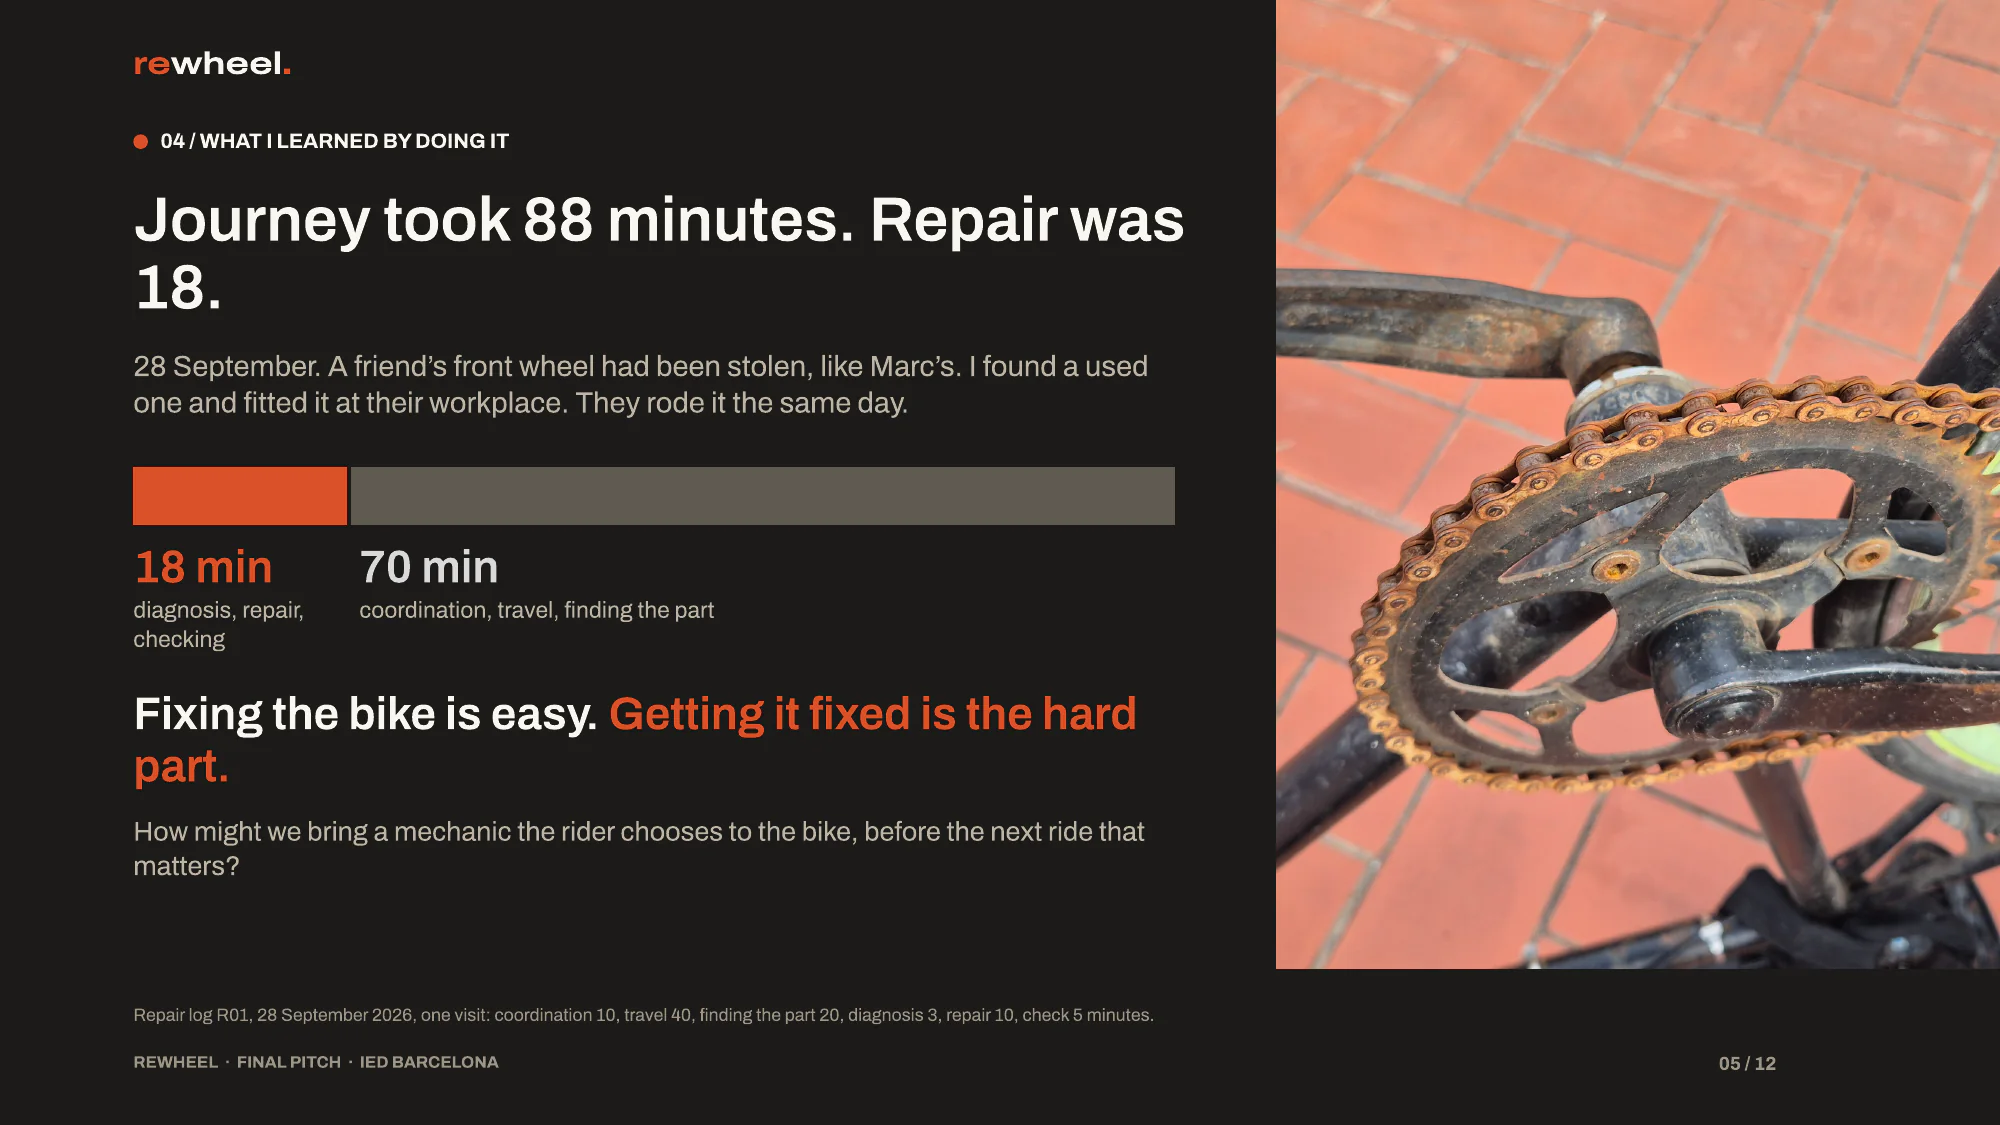 rewheel.
04 / WHAT I LEARNED BY DOING IT
Journey took 88 minutes. Repair was
18.
28 September. A friend’s front wheel had been stolen, like Marc’s. I found a used
one and fitted it at their workplace. They rode it the same day.
18 min
diagnosis, repair,
checking
70 min
coordination, travel, finding the part
Fixing the bike is easy. Getting it fixed is the hard
part.
How might we bring a mechanic the rider chooses to the bike, before the next ride that
matters?
Repair log R01, 28 September 2026, one visit: coordination 10, travel 40, finding the part 20, diagnosis 3, repair 10, check 5 minutes.
REWHEEL · FINAL PITCH · IED BARCELONA
05 / 12